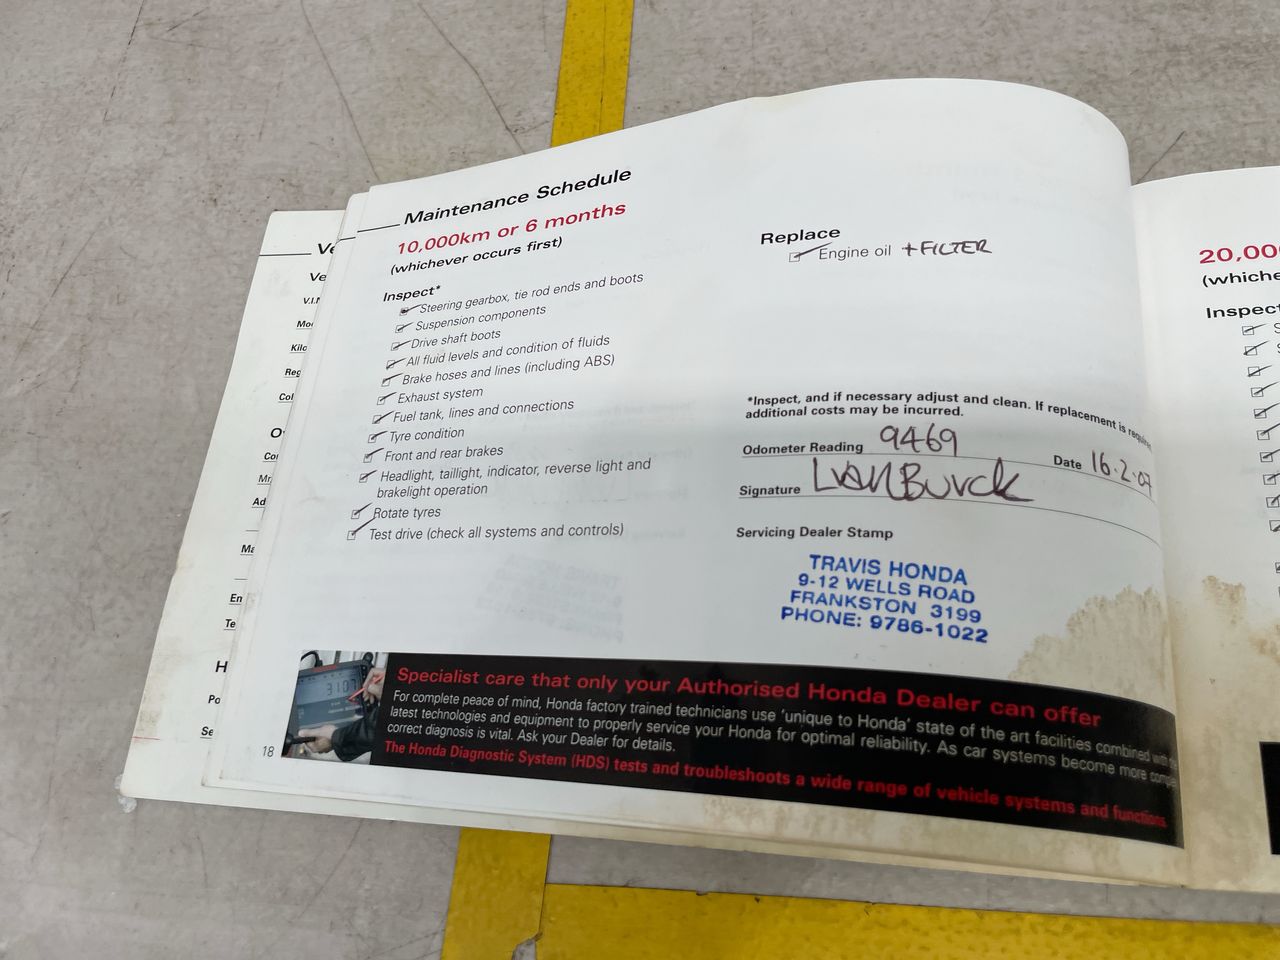 Maintenance Schedule
10,000km or 6 months
(whichever occurs first)
Inspect*
Steering gearbox, tie rod ends and boots
Suspension components
Drive shaft boots
All fluid levels and condition of fluids
Brake hoses and lines (including ABS)
Exhaust system
Fuel tank, lines and connections
Tyre condition
Front and rear brakes
Headlight, taillight, indicator, reverse light and
brakelight operation
Rotate tyres
Test drive (check all systems and controls)
Replace
Engine oil + FILTER
*Inspect, and if necessary adjust and clean. If replacement is
additional costs may be incurred.
Odometer Reading 9469
Date 16.2.07
Signature
Servicing Dealer Stamp
TRAVIS HONDA
9-12 WELLS ROAD
FRANKSTON 3199
PHONE: 9786-1022
Specialist care that only your Authorised Honda Dealer can offer
For complete peace of mind, Honda factory trained technicians use 'unique to Honda' state of the art facilities combined with
latest technologies and equipment to properly service your Honda for optimal reliability. As car systems become more
correct diagnosis is vital. Ask your Dealer for details.
The Honda Diagnostic System (HDS) tests and troubleshoots a wide range of vehicle systems and functions
18
20,00
(whiche
Inspect